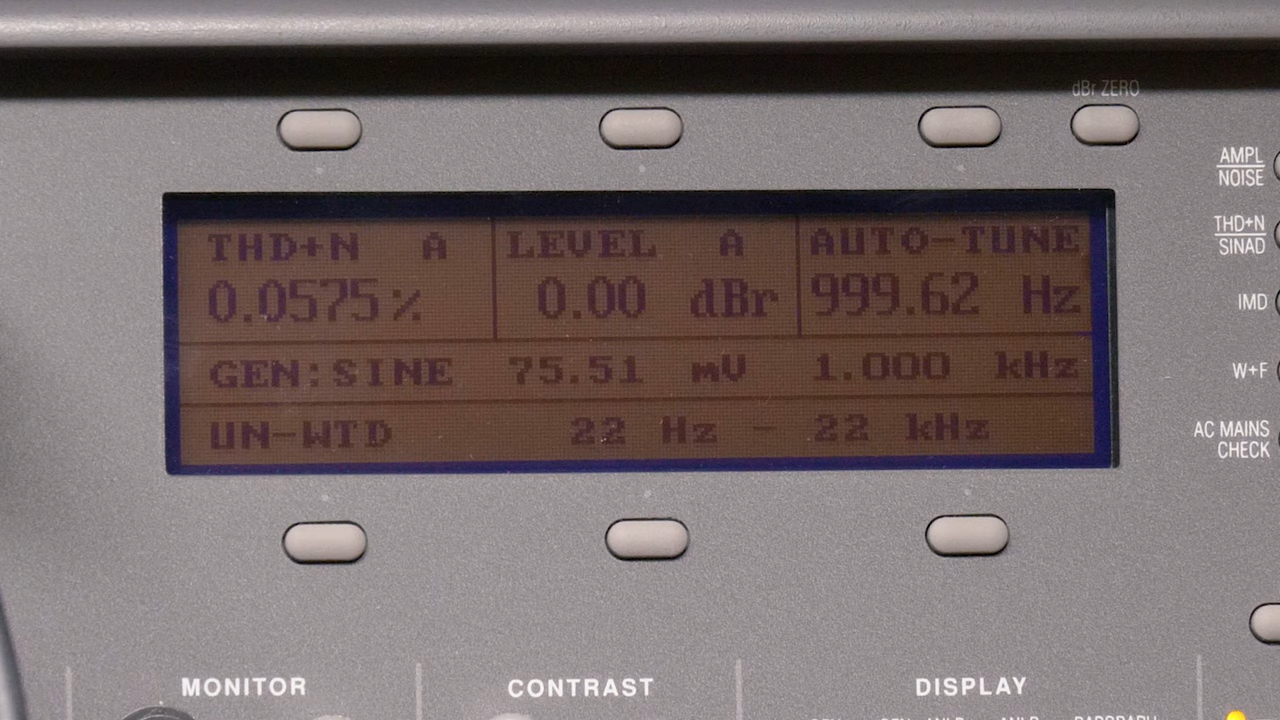 dBr ZERO
AMPL
NOISE
THD+N
SINAD
IMD
W+F
AC MAINS
CHECK
THD+N A LEVEL A AUTO-TUNE
0.0575% 0.00 dBr 999.62 Hz
GEN:SINE 75.51 mV 1.000 kHz
UN-WTD 22 Hz - 22 kHz
MONITOR CONTRAST DISPLAY